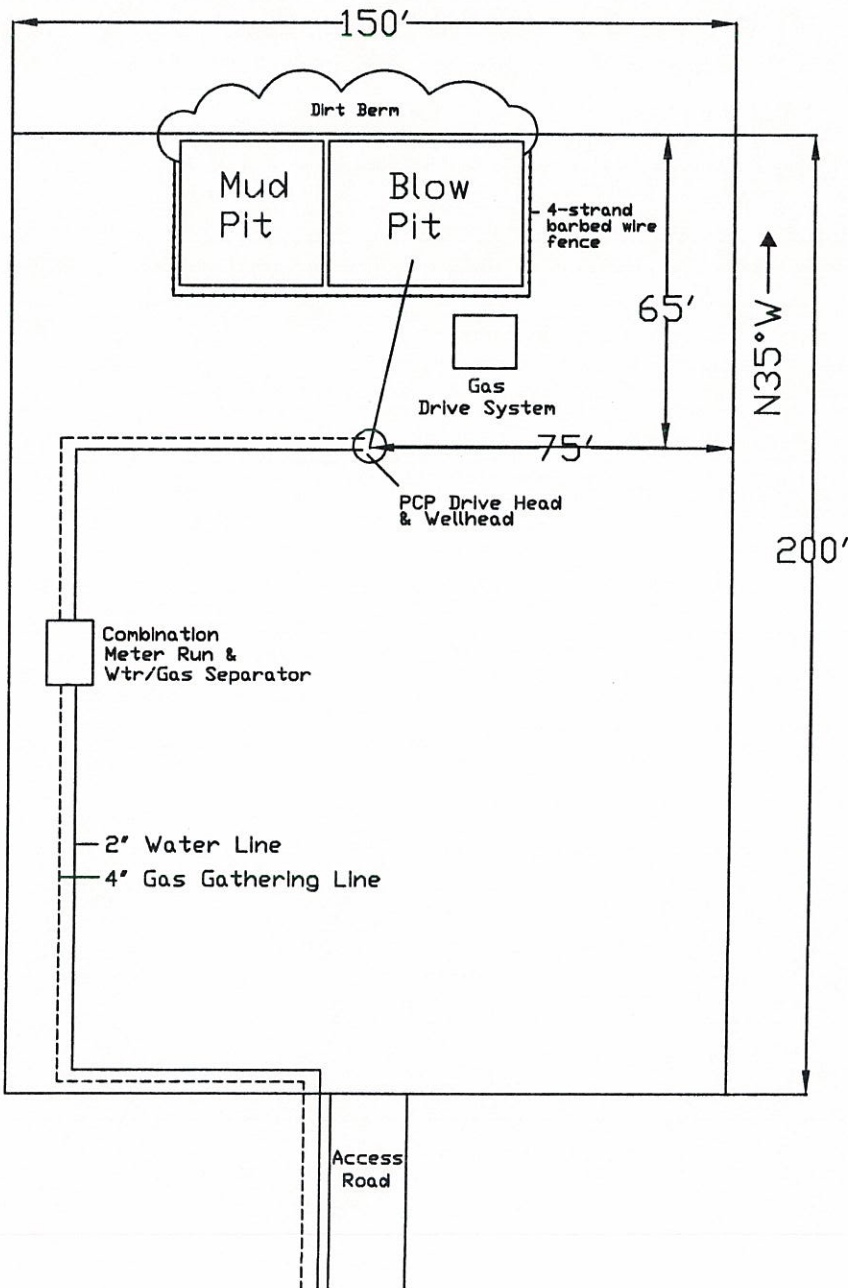 150'
Dirt Berm
Mud
Pit
Blow
Pit
4-strand
barbed wire
fence
65'
N35°W
Gas
Drive System
75'
PCP Drive Head
& Wellhead
200'
Combination
Meter Run &
Wtr/Gas Separator
2" Water Line
4" Gas Gathering Line
Access
Road